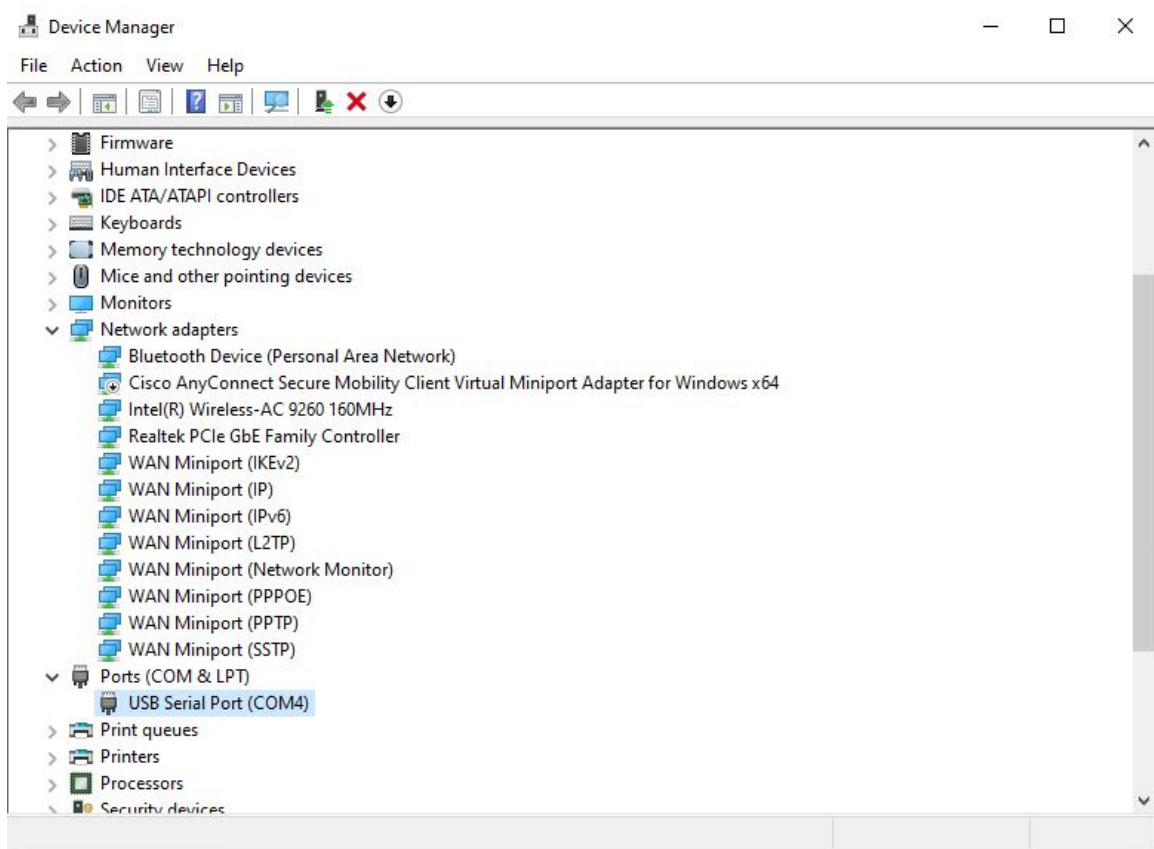 Device Manager
File Action View Help
Firmware
Human Interface Devices
IDE ATA/ATAPI controllers
Keyboards
Memory technology devices
Mice and other pointing devices
Monitors
Network adapters
Bluetooth Device (Personal Area Network)
Cisco AnyConnect Secure Mobility Client Virtual Miniport Adapter for Windows x64
Intel(R) Wireless-AC 9260 160MHz
Realtek PCIe GbE Family Controller
WAN Miniport (IKEv2)
WAN Miniport (IP)
WAN Miniport (IPv6)
WAN Miniport (L2TP)
WAN Miniport (Network Monitor)
WAN Miniport (PPPOE)
WAN Miniport (PPTP)
WAN Miniport (SSTP)
Ports (COM & LPT)
USB Serial Port (COM4)
Print queues
Printers
Processors
Security devices